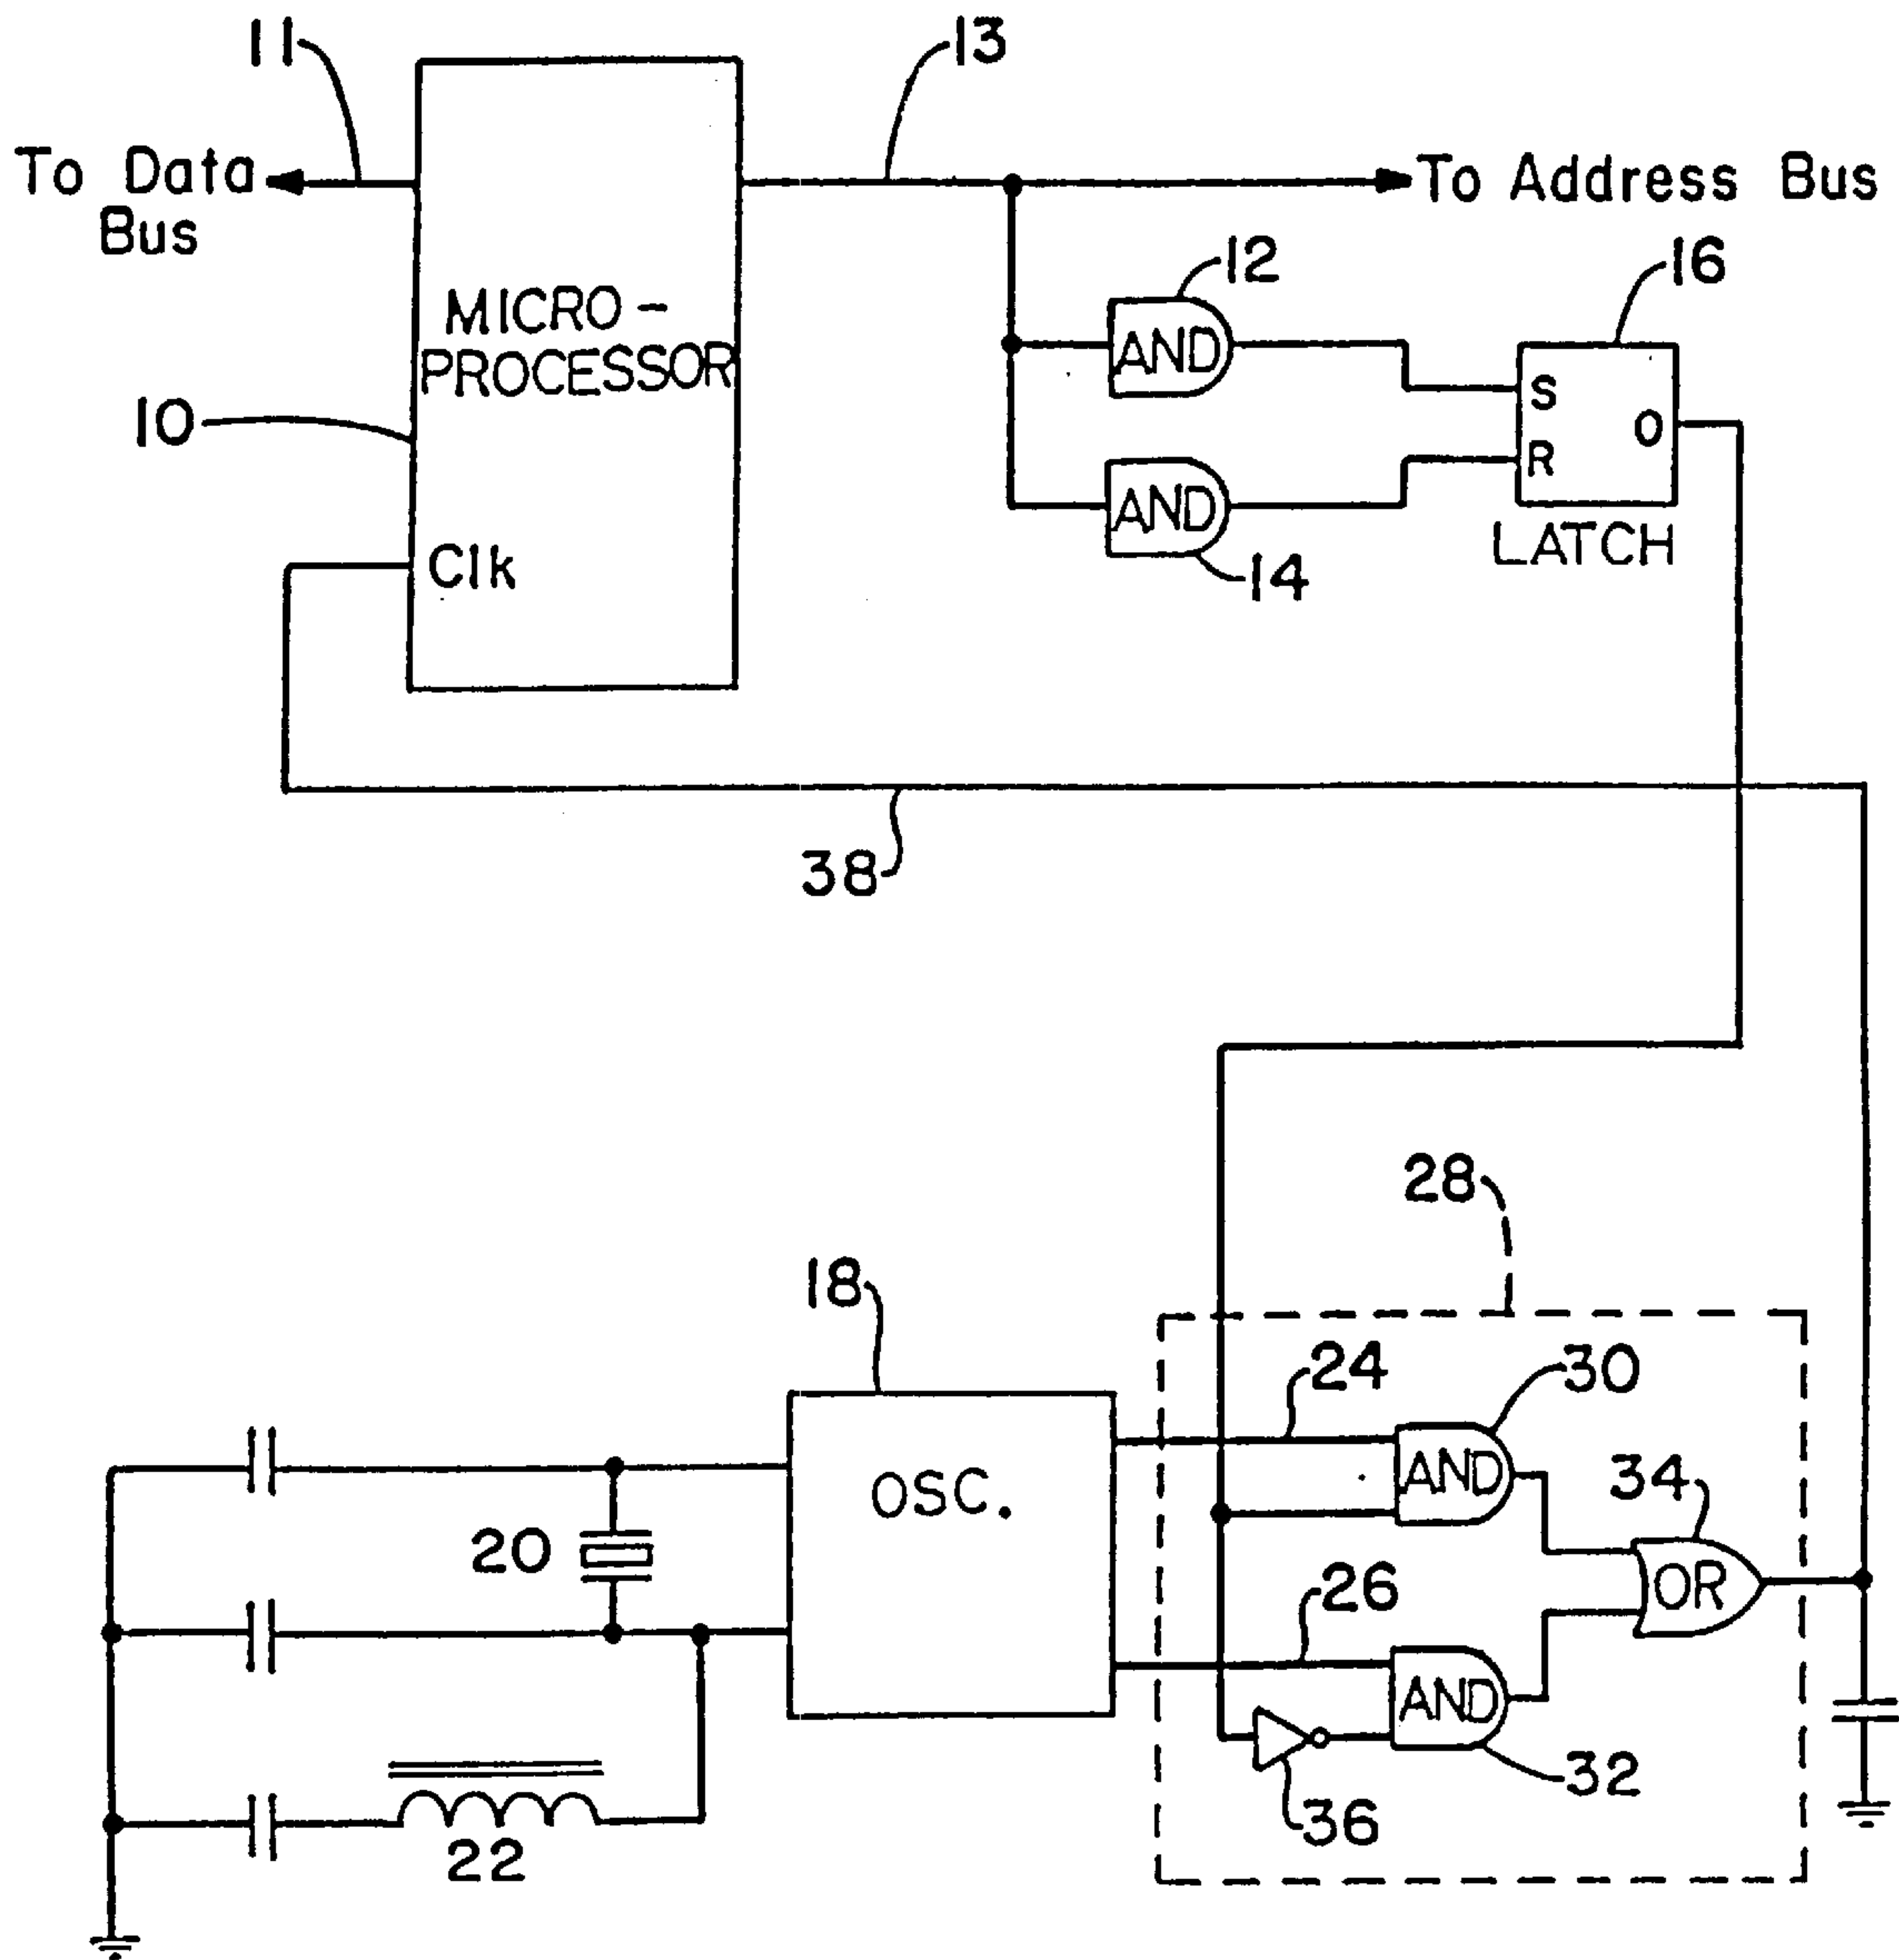 11
13
To Data
Bus
To Address Bus
MICRO-
PROCESSOR
10
Clk
12
AND
16
S
R
O
LATCH
AND
14
38
28
18
OSC.
24
30
AND
34
OR
20
26
AND
32
36
22